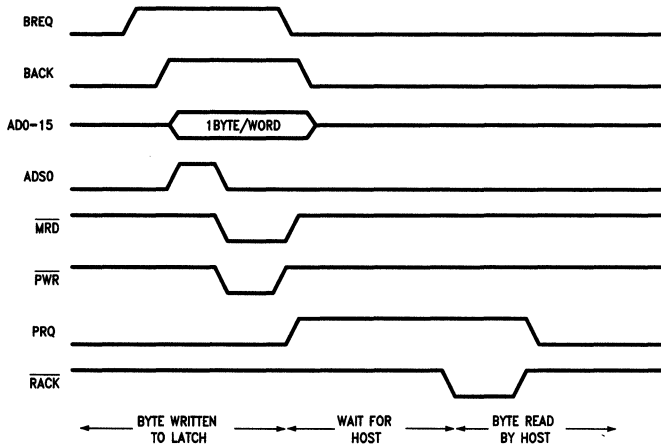 BREQ
BACK
AD0-15
1BYTE/WORD
ADS0
MRD
PWR
PRQ
RACK
BYTE WRITTEN
TO LATCH
WAIT FOR
HOST
BYTE READ
BY HOST